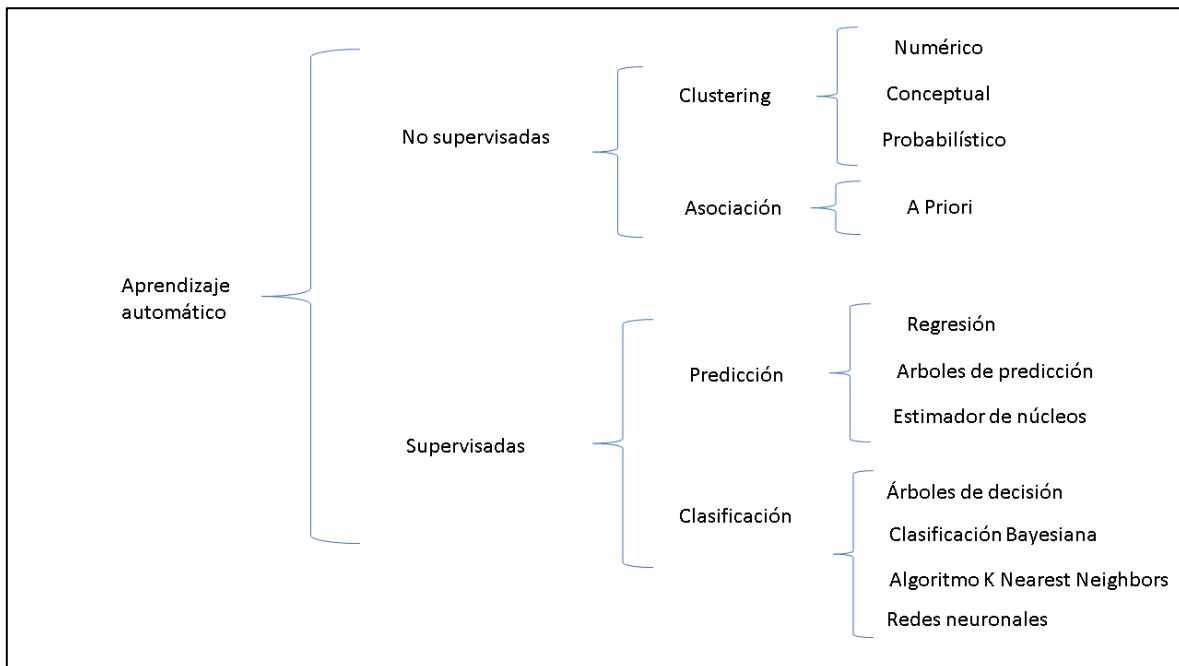 Aprendizaje
automático
No supervisadas
Clustering
Numérico
Conceptual
Probabilístico
Asociación
A Priori
Supervisadas
Predicción
Regresión
Arboles de predicción
Estimador de núcleos
Clasificación
Árboles de decisión
Clasificación Bayesiana
Algoritmo K Nearest Neighbors
Redes neuronales